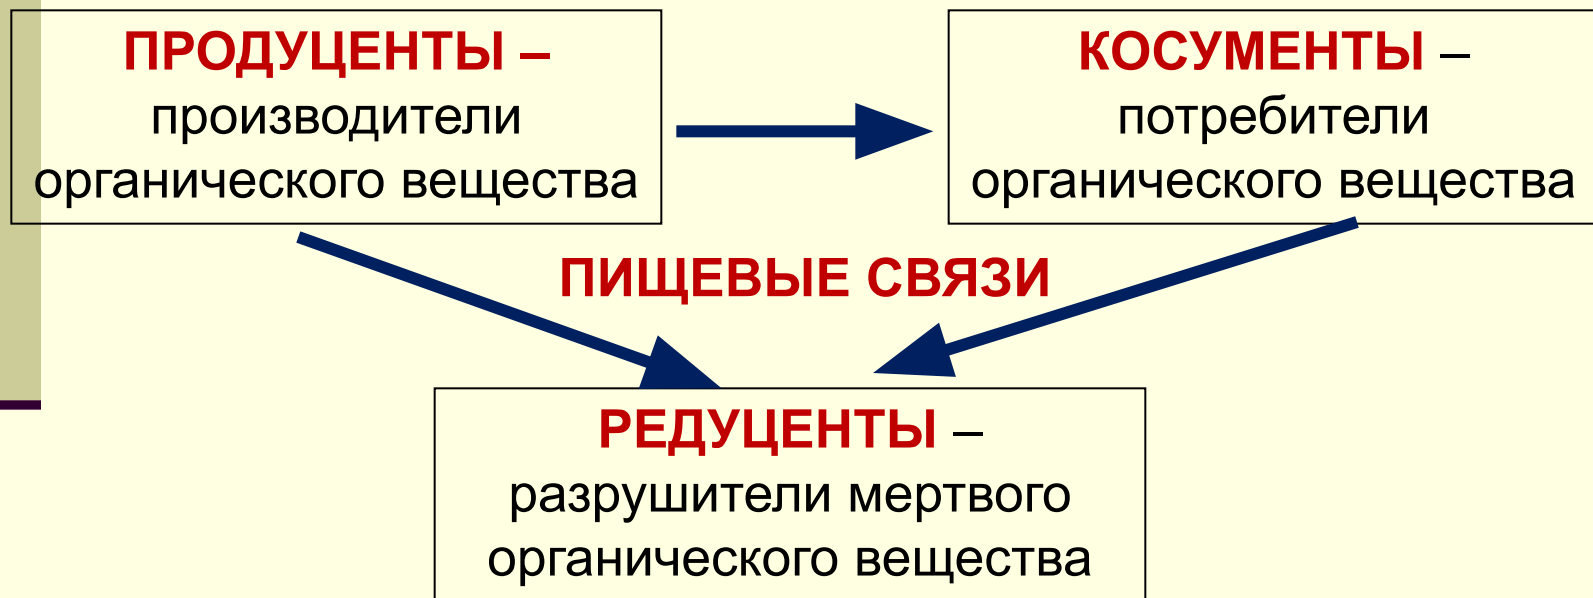 ПРОДУЦЕНТЫ –
производители
органического вещества
КОСУМЕНТЫ –
потребители
органического вещества
ПИЩЕВЫЕ СВЯЗИ
РЕДУЦЕНТЫ –
разрушители мертвого
органического вещества